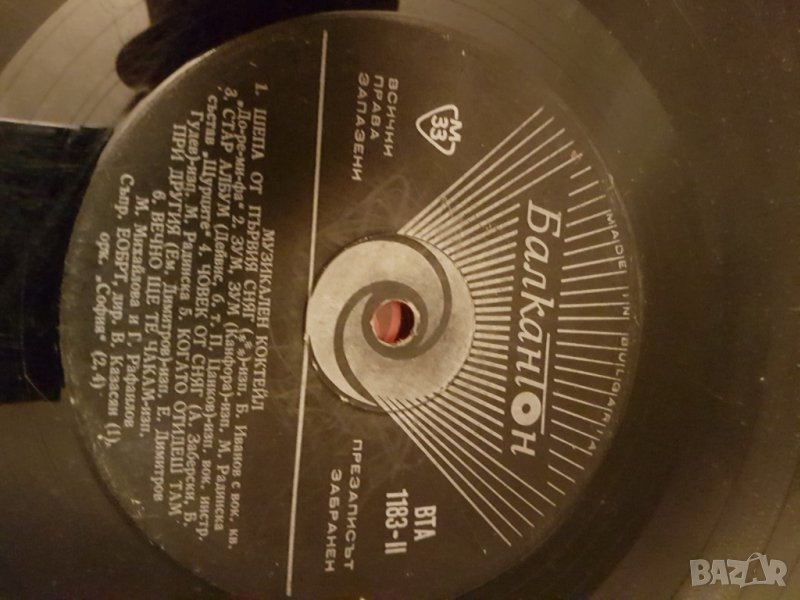 MADE IN BULGARIA
Балкантон
М
33
ВСИЧКИ
ПРАВА
ЗАПАЗЕНИ
ВТА
1183-II
ПРЕЗАПИСЪТ
ЗАБРАНЕН
МУЗИКАЛЕН КОКТЕЙЛ
1. ШЕПА ОТ ПЪРВИЯ СНЯГ (***)-изп. Б. Иванов с вок. кв.
"До-ре-ми-фа" 2. ЗУМ, ЗУМ (Канфора)-изп. М. Радинска
3. СТАР АЛБУМ (Дейвис, б. т. П. Цанков)-изп. вок. инстр.
състав "Щурците" 4. ЧОВЕК ОТ СНЯГ (А. Заберски, Б.
Гудев)-изп. М. Радинска 5. КОГАТО ОТИДЕШ ТАМ
ПРИ ДРУГИЯ (Ем. Димитров)-изп. Е. Димитров
6. ВЕЧНО ЩЕ ТЕ ЧАКАМ-изп.
М. Михайлова и Г. Рафаилов
Съпр. ЕОБРТ, дир. В. Казасян (1),
орк. "София" (2, 4)
BAZAR